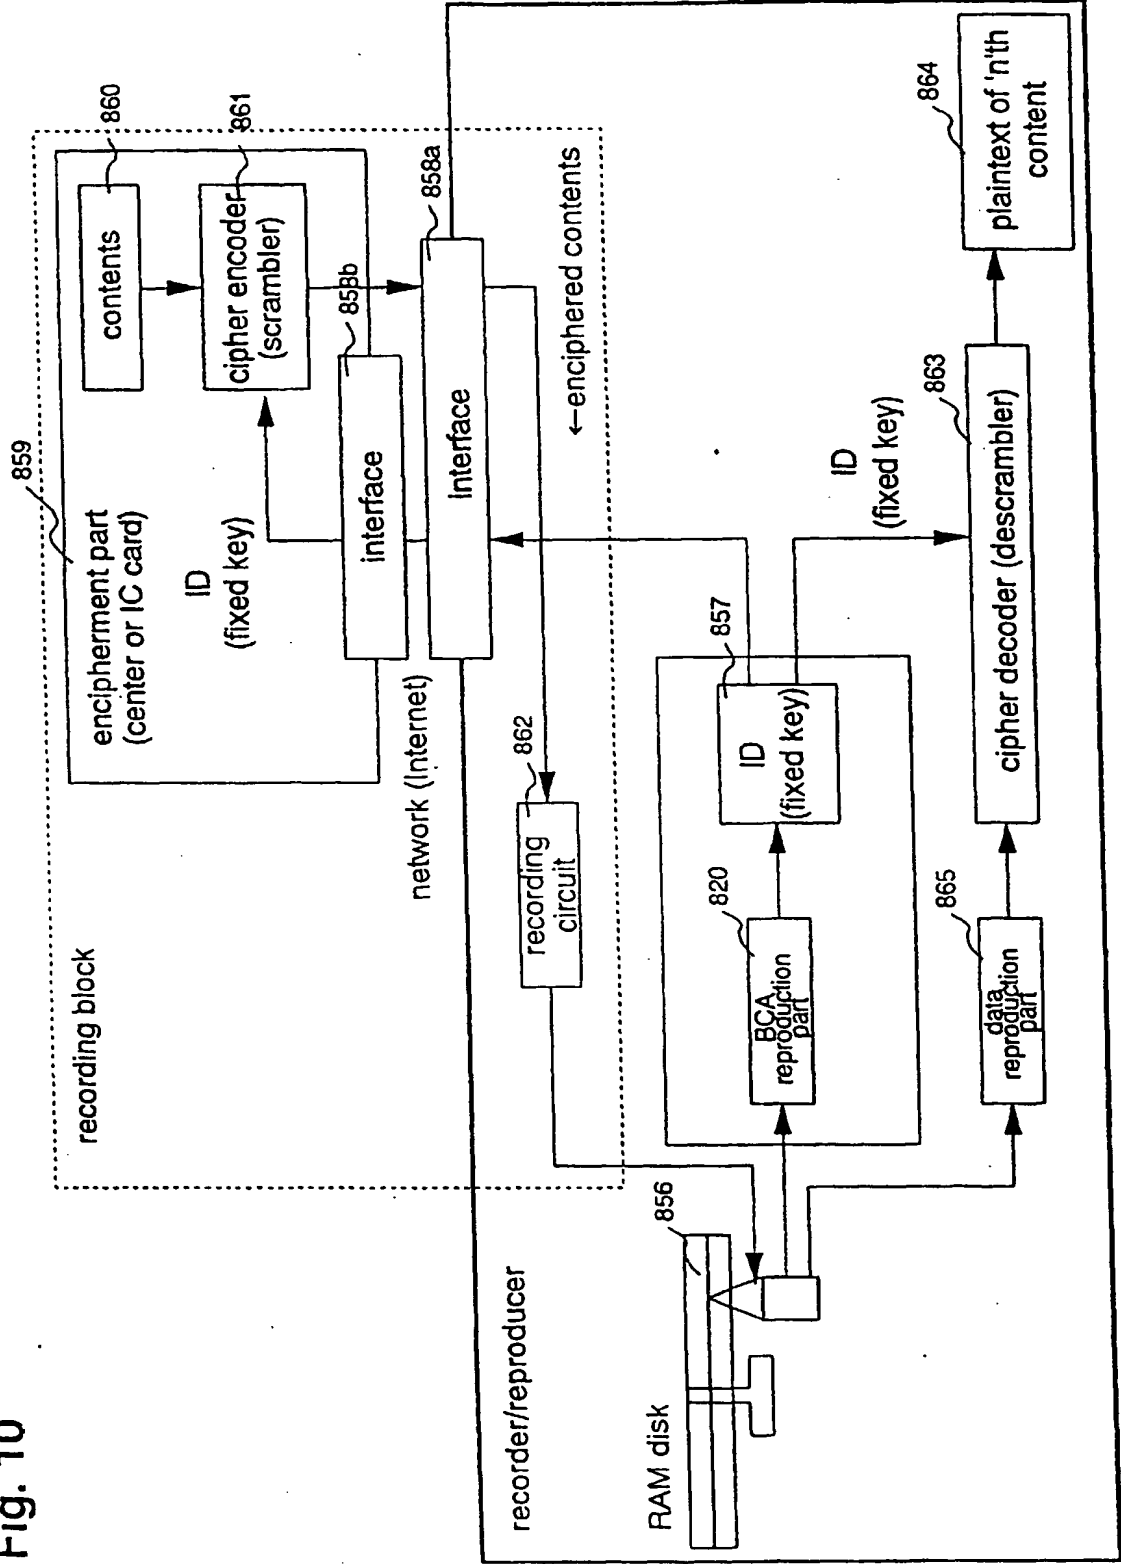 Fig. 10
recording block
859
encipherment part
(center or IC card)
ID
(fixed key)
contents
860
cipher encoder
(scrambler)
861
interface
858b
network (Internet)
Interface
858a
←enciphered contents
recording
circuit
862
recorder/reproducer
RAM disk
856
BCA
reproduction
part
820
ID
(fixed key)
857
ID
(fixed key)
data
reproduction
part
865
cipher decoder (descrambler)
863
plaintext of 'n'th
content
864